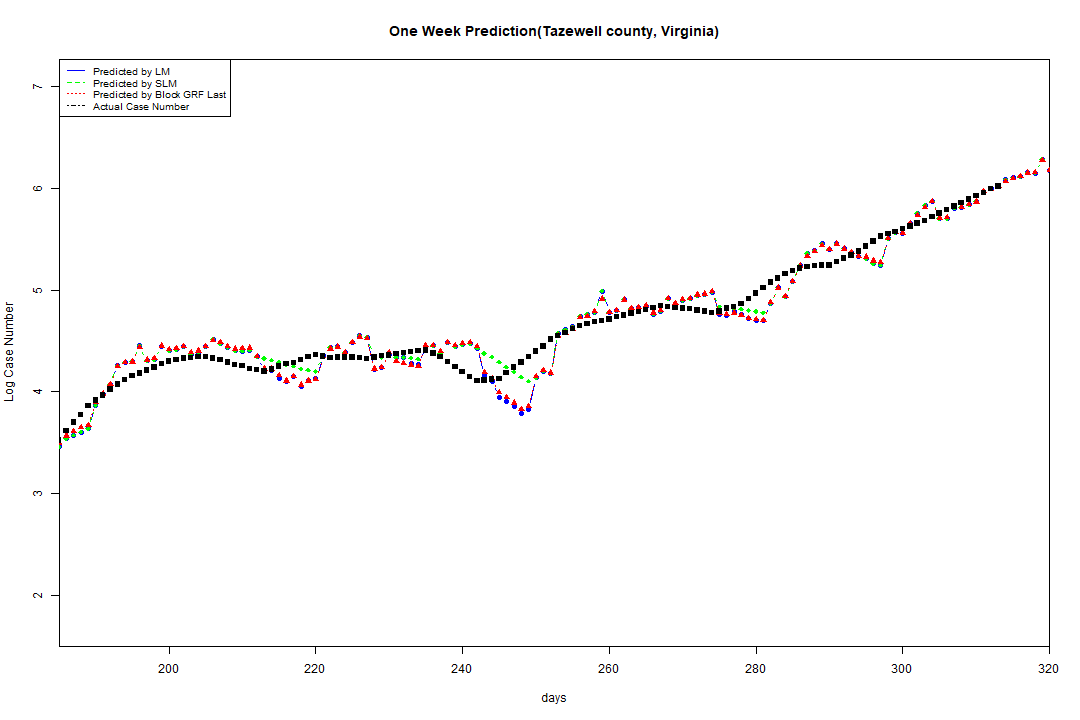 One Week Prediction(Tazewell county, Virginia)
Predicted by LM
Predicted by SLM
Predicted by Block GRF Last
Actual Case Number
7
6
5
4
3
2
Log Case Number
200 220 240 260 280 300 320
days